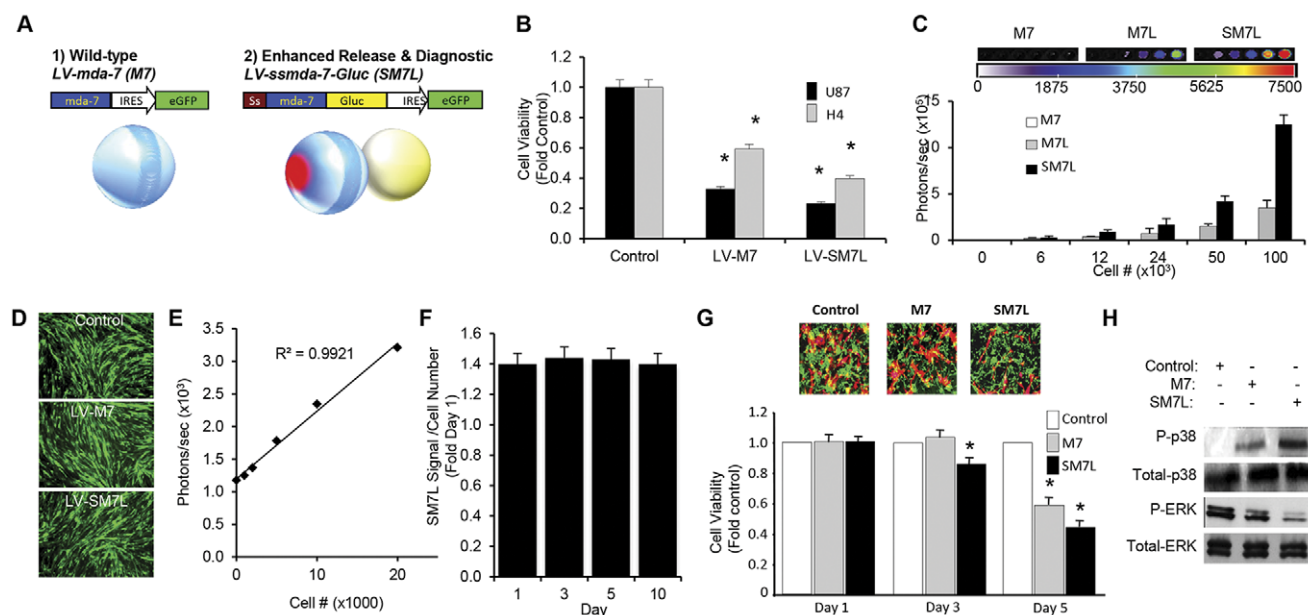 A
1) Wild-type
LV-mda-7 (M7)
mda-7 IRES eGFP
2) Enhanced Release & Diagnostic
LV-ssmda-7-Gluc (SM7L)
Ss mda-7 Gluc IRES eGFP
B
Cell Viability
(Fold Control)
1.2
1.0
0.8
0.6
0.4
0.2
0
U87
H4
* * * *
Control LV-M7 LV-SM7L
C
M7 M7L SM7L
0 1875 3750 5625 7500
Photons/sec (x10⁵)
15
10
5
0
M7
M7L
SM7L
0 6 12 24 50 100
Cell # (x10³)
D
Control
LV-M7
LV-SM7L
E
Photons/sec (x10³)
3.5
3.0
2.5
2.0
1.5
1.0
0.0
R² = 0.9921
0 10 20
Cell # (x1000)
F
SM7L Signal /Cell Number
(Fold Day 1)
1.6
1.4
1.2
1.0
0.8
0.6
0.4
0.2
0
1 3 5 10
Day
G
Control M7 SM7L
Cell Viability
(Fold control)
1.2
1.0
0.8
0.6
0.4
0.2
0
Control
M7
SM7L
* * *
Day 1 Day 3 Day 5
H
Control: + - -
M7: - + -
SM7L: - - +
P-p38
Total-p38
P-ERK
Total-ERK